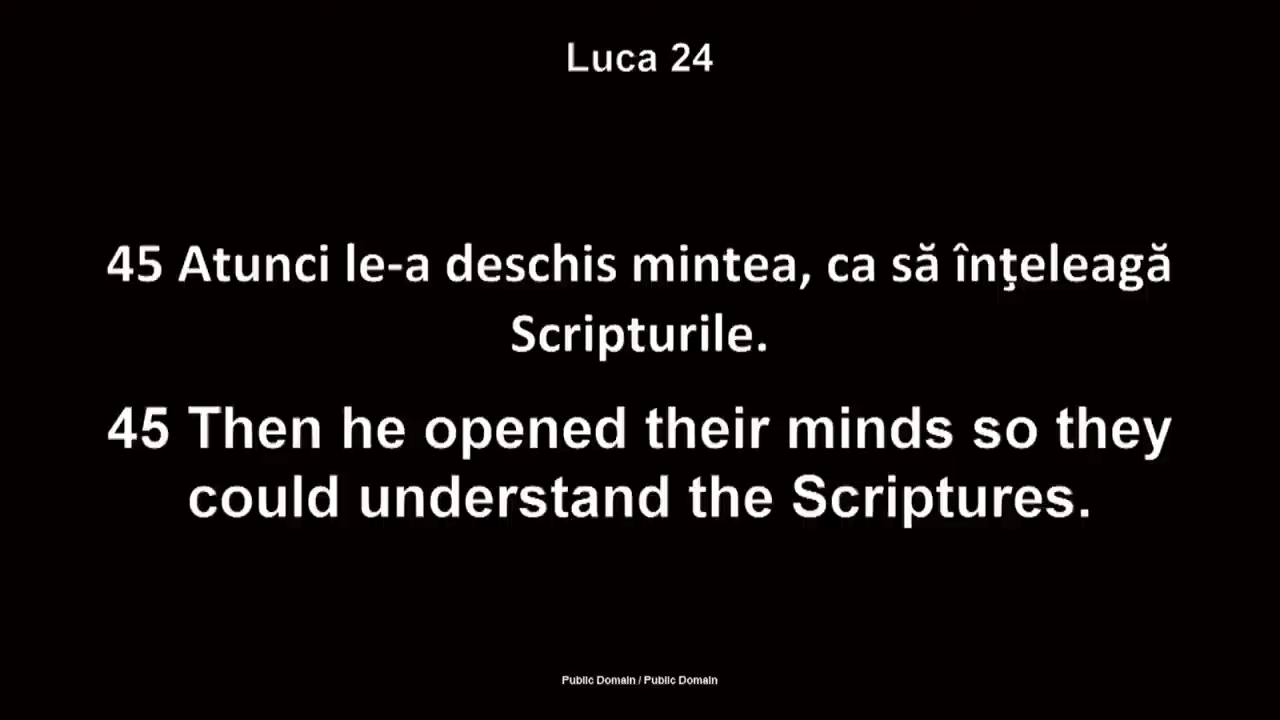 Luca 24
45 Atunci le-a deschis mintea, ca să înţeleagă
Scripturile.
45 Then he opened their minds so they
could understand the Scriptures.
Public Domain / Public Domain